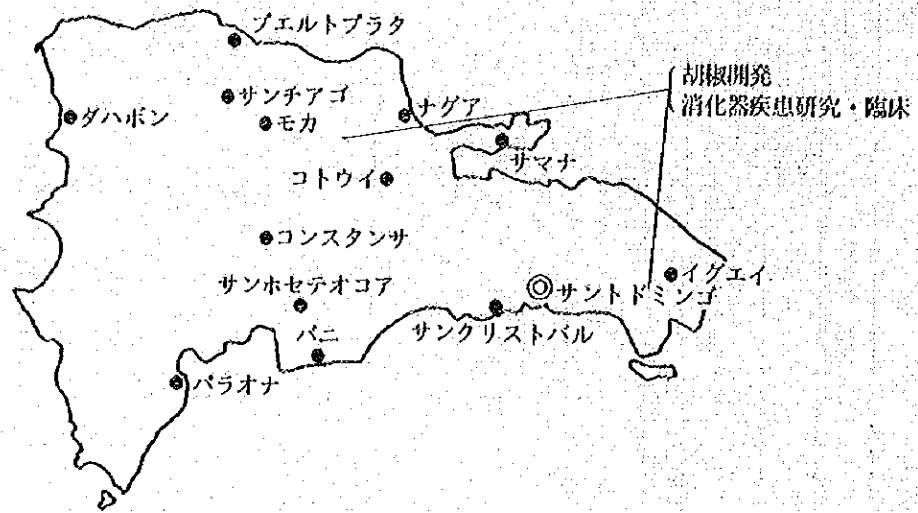 プエルトプラタ
胡椒開発
消化器疾患研究・臨床
サンチアゴ
ナグア
ダハボン
モカ
サマナ
コトウイ
コンスタンサ
イグエイ
サンホセテオコア
サントドミンゴ
サンクリストバル
バニ
バラオナ